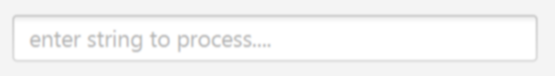 enter string to process....